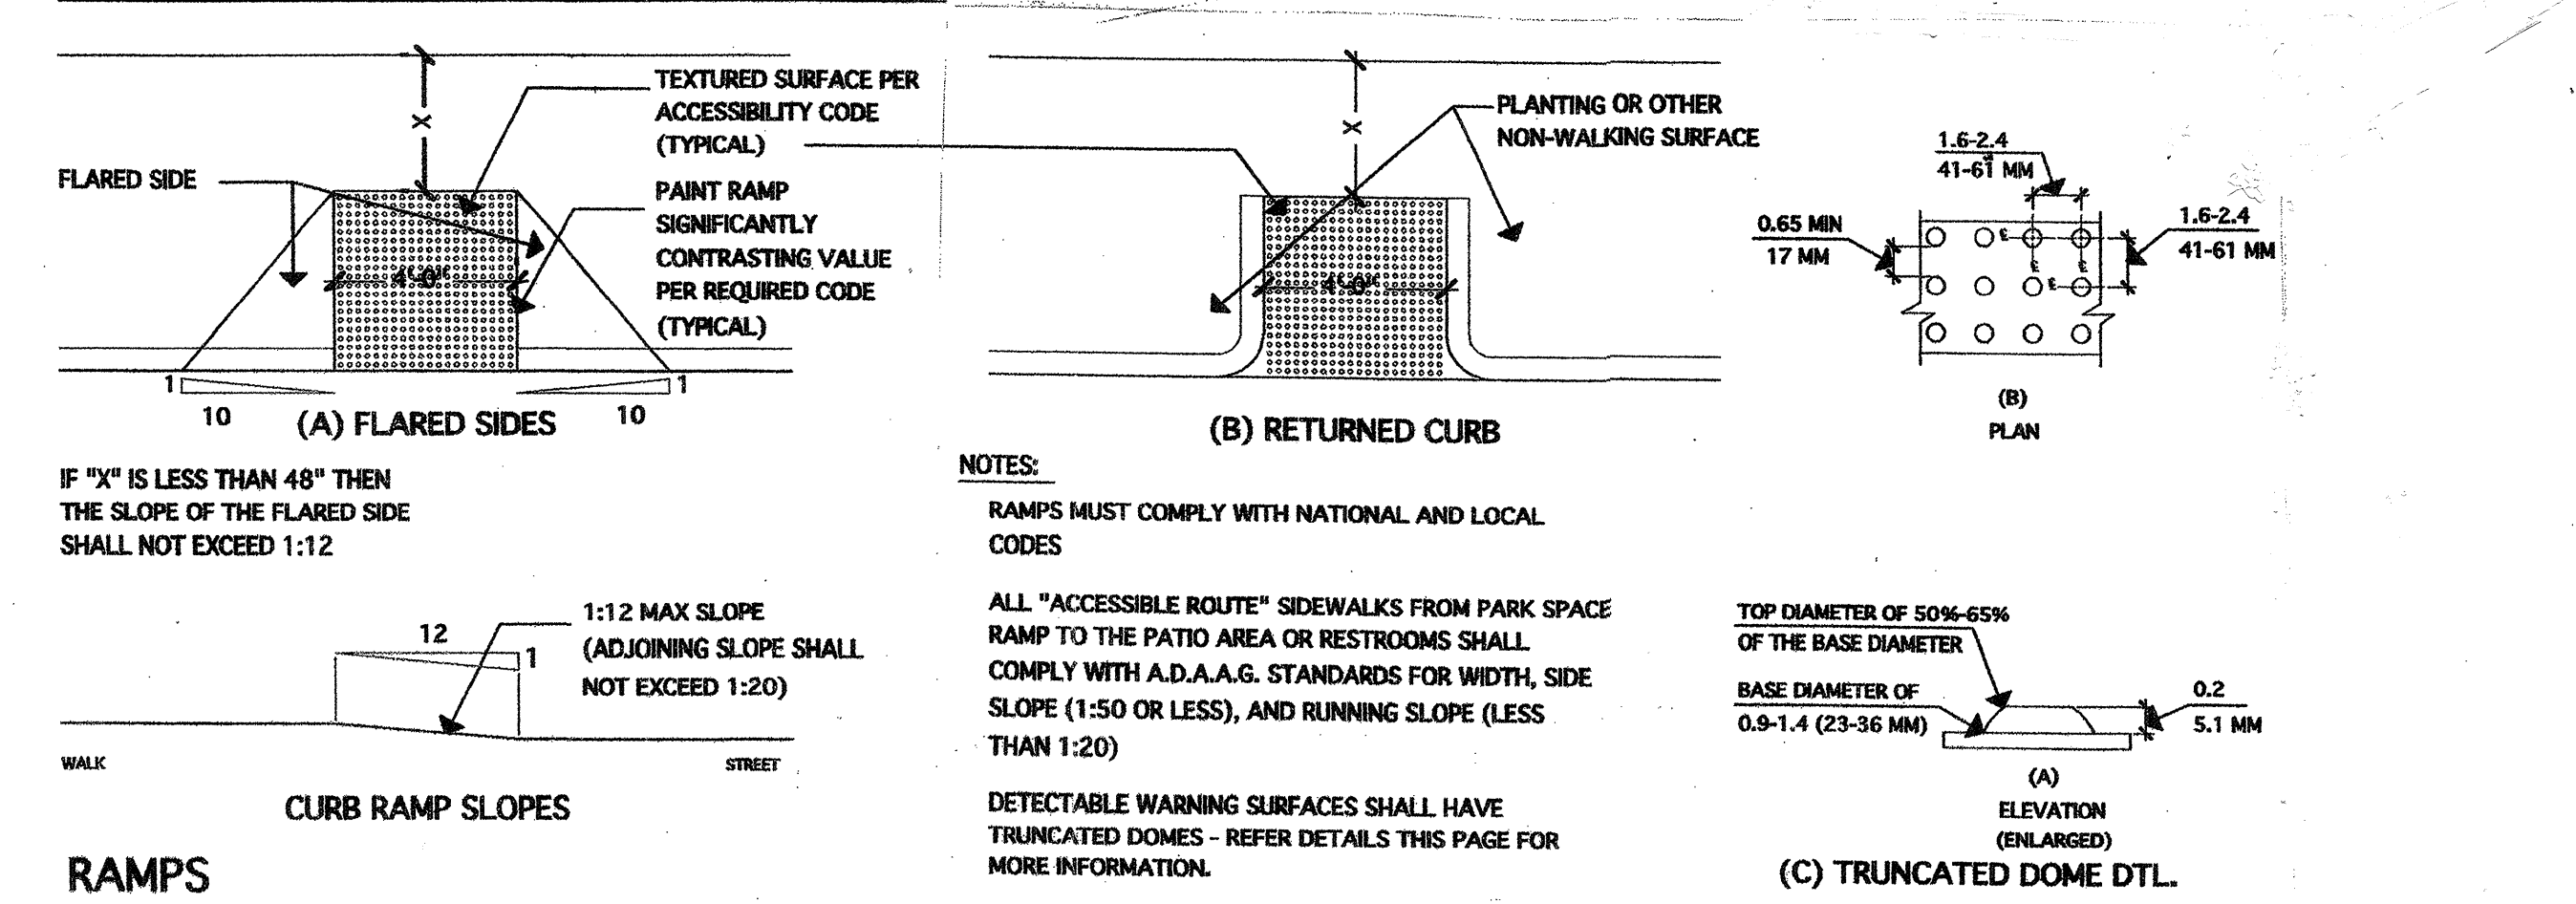 TEXTURED SURFACE PER
ACCESSIBILITY CODE
(TYPICAL)
X
FLARED SIDE
PAINT RAMP
SIGNIFICANTLY
CONTRASTING VALUE
PER REQUIRED CODE
(TYPICAL)
4'-0"
1
10
10
1
(A) FLARED SIDES
IF "X" IS LESS THAN 48" THEN
THE SLOPE OF THE FLARED SIDE
SHALL NOT EXCEED 1:12
12
1
1:12 MAX SLOPE
(ADJOINING SLOPE SHALL
NOT EXCEED 1:20)
WALK
STREET
CURB RAMP SLOPES
RAMPS
X
PLANTING OR OTHER
NON-WALKING SURFACE
4'-0"
(B) RETURNED CURB
NOTES:
RAMPS MUST COMPLY WITH NATIONAL AND LOCAL
CODES
ALL "ACCESSIBLE ROUTE" SIDEWALKS FROM PARK SPACE
RAMP TO THE PATIO AREA OR RESTROOMS SHALL
COMPLY WITH A.D.A.A.G. STANDARDS FOR WIDTH, SIDE
SLOPE (1:50 OR LESS), AND RUNNING SLOPE (LESS
THAN 1:20)
DETECTABLE WARNING SURFACES SHALL HAVE
TRUNCATED DOMES - REFER DETAILS THIS PAGE FOR
MORE INFORMATION.
1.6-2.4
41-61 MM
0.65 MIN
17 MM
1.6-2.4
41-61 MM
(B)
PLAN
TOP DIAMETER OF 50%-65%
OF THE BASE DIAMETER
BASE DIAMETER OF
0.9-1.4 (23-36 MM)
0.2
5.1 MM
(A)
ELEVATION
(ENLARGED)
(C) TRUNCATED DOME DTL.